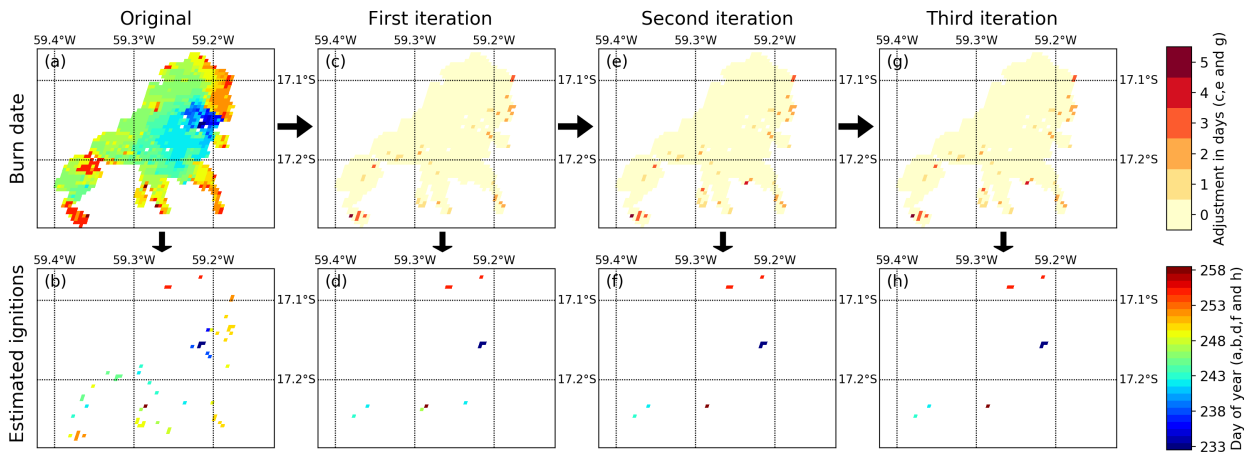 Original First iteration Second iteration Third iteration
59.4°W 59.3°W 59.2°W 59.4°W 59.3°W 59.2°W 59.4°W 59.3°W 59.2°W 59.4°W 59.3°W 59.2°W
(a) (c) (e) (g)
17.1°S 17.1°S 17.1°S 17.1°S
17.2°S 17.2°S 17.2°S 17.2°S
Burn date
5
4
3
2
1
0
Adjustment in days (c,e and g)
59.4°W 59.3°W 59.2°W 59.4°W 59.3°W 59.2°W 59.4°W 59.3°W 59.2°W 59.4°W 59.3°W 59.2°W
(b) (d) (f) (h)
17.1°S 17.1°S 17.1°S 17.1°S
17.2°S 17.2°S 17.2°S 17.2°S
Estimated ignitions
258
253
248
243
238
233
Day of year (a,b,d,f and h)